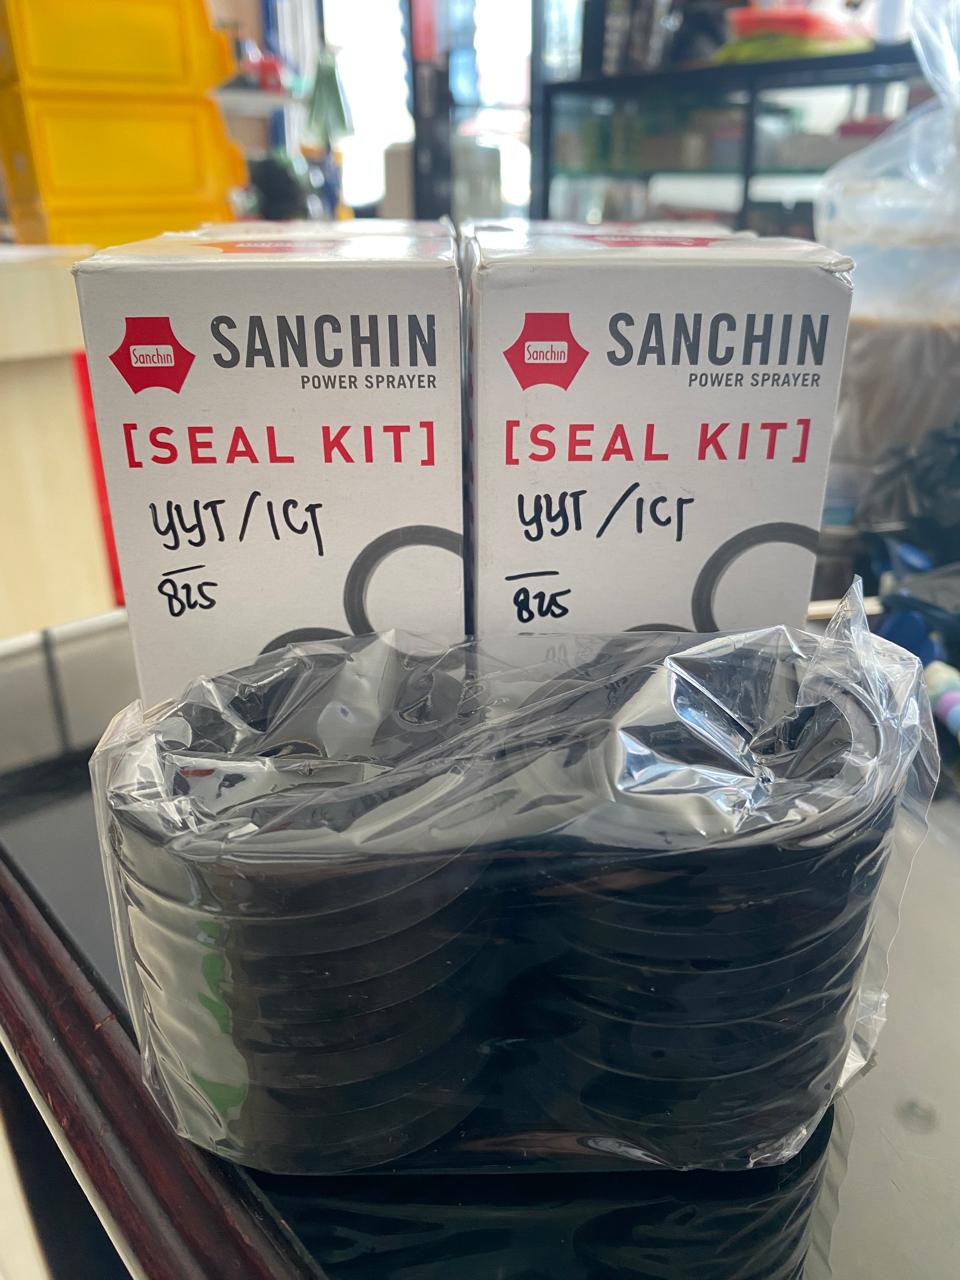 Sanchin
SANCHIN
POWER SPRAYER
[SEAL KIT]
YYT/ICT
825
Sanchin
SANCHIN
POWER SPRAYER
[SEAL KIT]
YYT/ICT
825